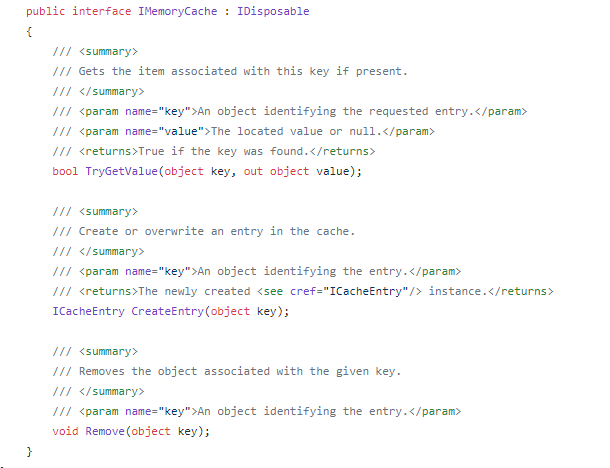 public interface IMemoryCache : IDisposable
{
/// <summary>
/// Gets the item associated with this key if present.
/// </summary>
/// <param name="key">An object identifying the requested entry.</param>
/// <param name="value">The located value or null.</param>
/// <returns>True if the key was found.</returns>
bool TryGetValue(object key, out object value);
/// <summary>
/// Create or overwrite an entry in the cache.
/// </summary>
/// <param name="key">An object identifying the entry.</param>
/// <returns>The newly created <see cref="ICacheEntry"/> instance.</returns>
ICacheEntry CreateEntry(object key);
/// <summary>
/// Removes the object associated with the given key.
/// </summary>
/// <param name="key">An object identifying the entry.</param>
void Remove(object key);
}